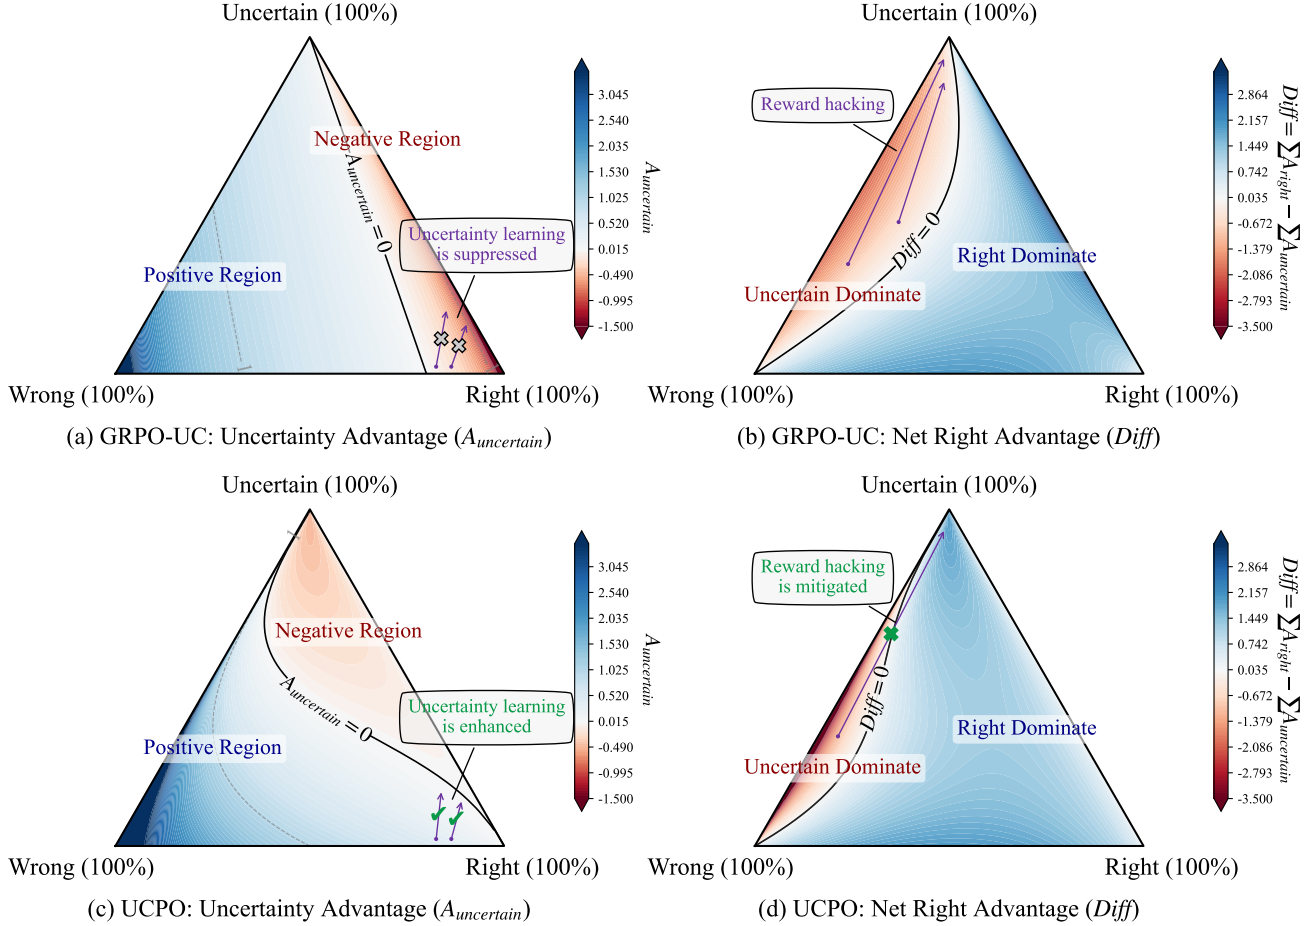 Uncertain (100%)
Negative Region
A_uncertain = 0
Uncertainty learning
is suppressed
Positive Region
1
Wrong (100%)
Right (100%)
3.045
2.540
2.035
1.530
1.025
0.520
0.015
-0.490
-0.995
-1.500
A_uncertain
(a) GRPO-UC: Uncertainty Advantage (A_uncertain)
Uncertain (100%)
Reward hacking
Diff = 0
Right Dominate
Uncertain Dominate
Wrong (100%)
Right (100%)
2.864
2.157
1.449
0.742
0.035
-0.672
-1.379
-2.086
-2.793
-3.500
Diff = ∑A_right − ∑A_uncertain
(b) GRPO-UC: Net Right Advantage (Diff)
Uncertain (100%)
1
Negative Region
A_uncertain = 0
Uncertainty learning
is enhanced
Positive Region
Wrong (100%)
Right (100%)
3.045
2.540
2.035
1.530
1.025
0.520
0.015
-0.490
-0.995
-1.500
A_uncertain
(c) UCPO: Uncertainty Advantage (A_uncertain)
Uncertain (100%)
Reward hacking
is mitigated
Diff = 0
Right Dominate
Uncertain Dominate
Wrong (100%)
Right (100%)
2.864
2.157
1.449
0.742
0.035
-0.672
-1.379
-2.086
-2.793
-3.500
Diff = ∑A_right − ∑A_uncertain
(d) UCPO: Net Right Advantage (Diff)